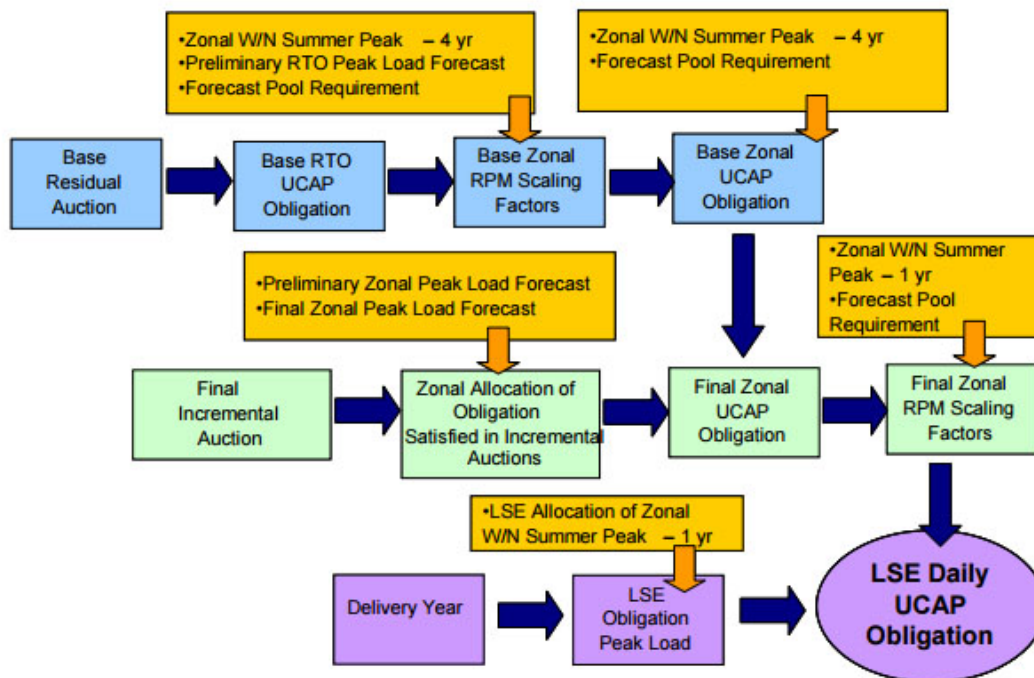 •Zonal W/N Summer Peak – 4 yr
•Preliminary RTO Peak Load Forecast
•Forecast Pool Requirement
•Zonal W/N Summer Peak – 4 yr
•Forecast Pool Requirement
Base
Residual
Auction
Base RTO
UCAP
Obligation
Base Zonal
RPM Scaling
Factors
Base Zonal
UCAP
Obligation
•Preliminary Zonal Peak Load Forecast
•Final Zonal Peak Load Forecast
•Zonal W/N Summer
Peak – 1 yr
•Forecast Pool
Requirement
Final
Incremental
Auction
Zonal Allocation of
Obligation
Satisfied in Incremental
Auctions
Final Zonal
UCAP
Obligation
Final Zonal
RPM Scaling
Factors
•LSE Allocation of Zonal
W/N Summer Peak – 1 yr
Delivery Year
LSE
Obligation
Peak Load
LSE Daily
UCAP
Obligation